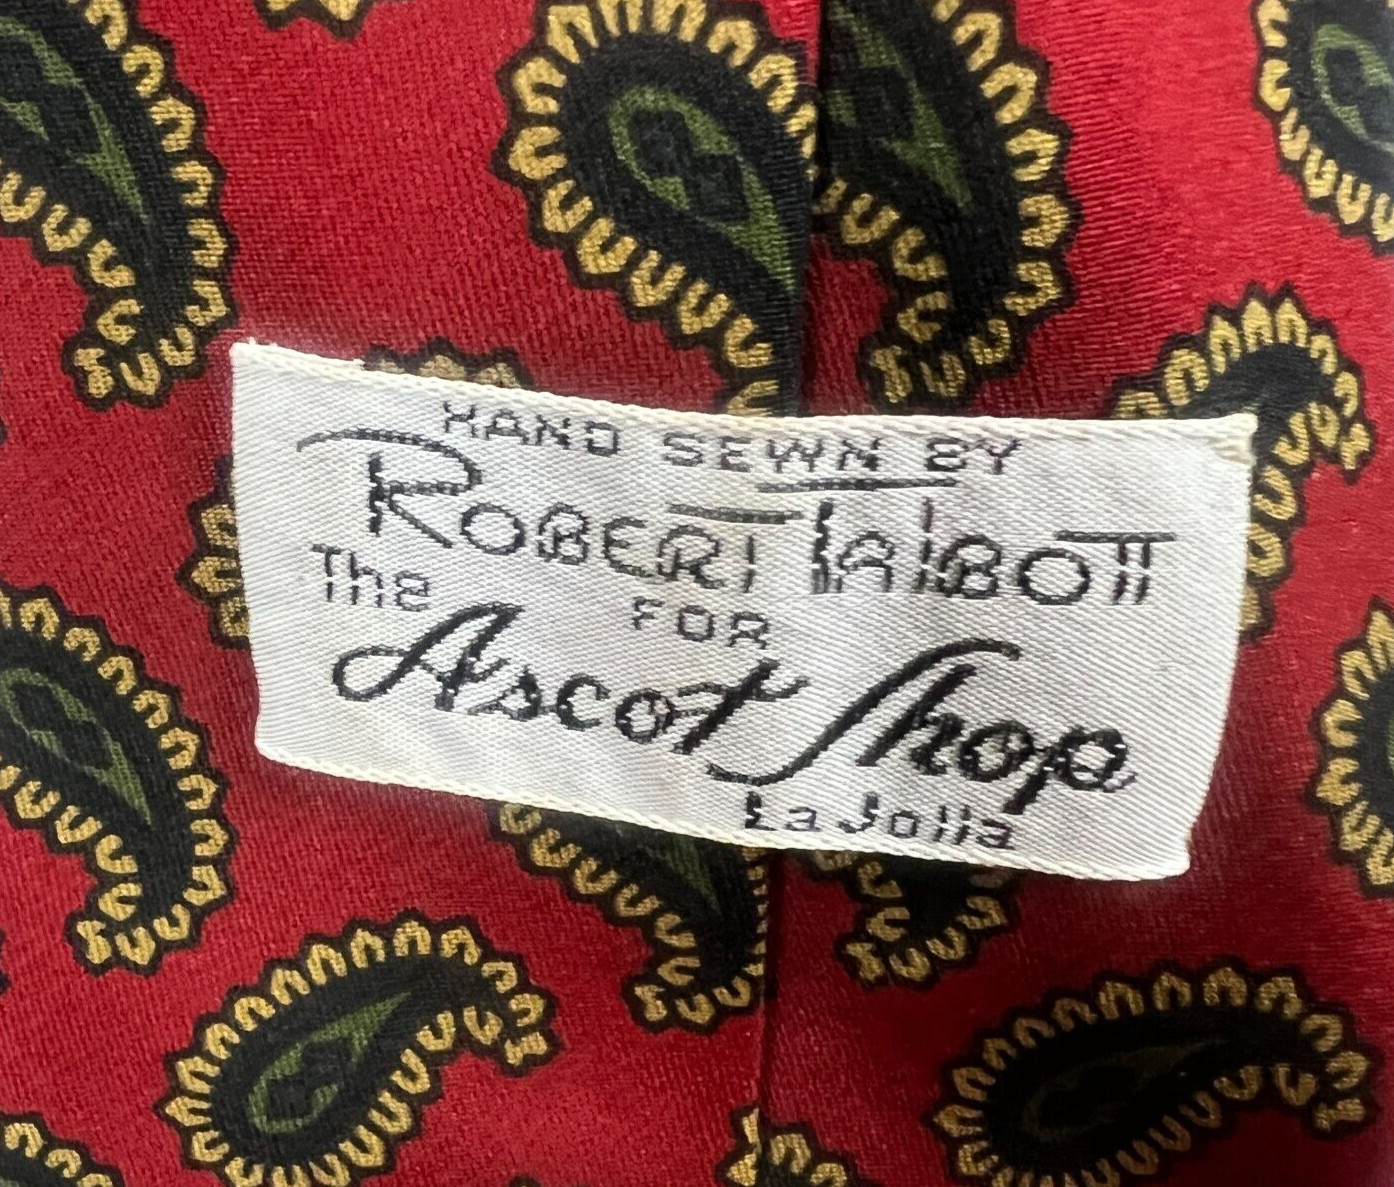 HAND SEWN BY
ROBERT TALBOTT
FOR
The Ascot Shop
La Jolla